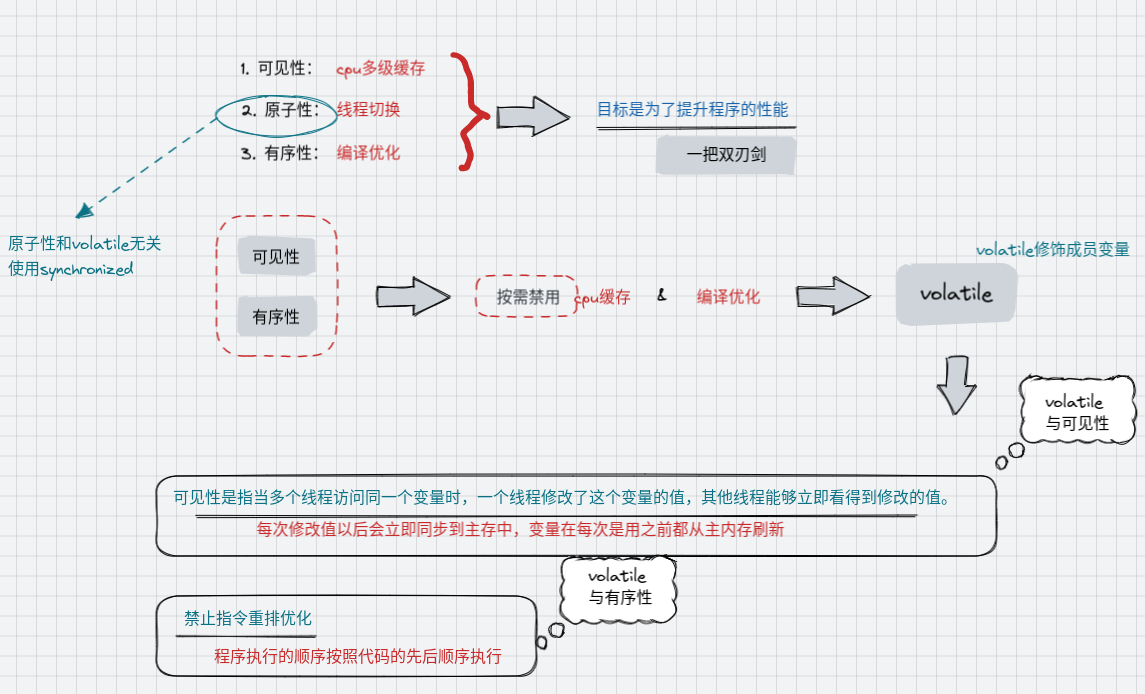 1. 可见性： cpu多级缓存
2. 原子性： 线程切换
3. 有序性： 编译优化
目标是为了提升程序的性能
一把双刃剑
原子性和volatile无关
使用synchronized
可见性
有序性
按需禁用 cpu缓存 & 编译优化
volatile修饰成员变量
volatile
volatile
与可见性
可见性是指当多个线程访问同一个变量时，一个线程修改了这个变量的值，其他线程能够立即看得到修改的值。
每次修改值以后会立即同步到主存中，变量在每次是用之前都从主内存刷新
volatile
与有序性
禁止指令重排优化
程序执行的顺序按照代码的先后顺序执行